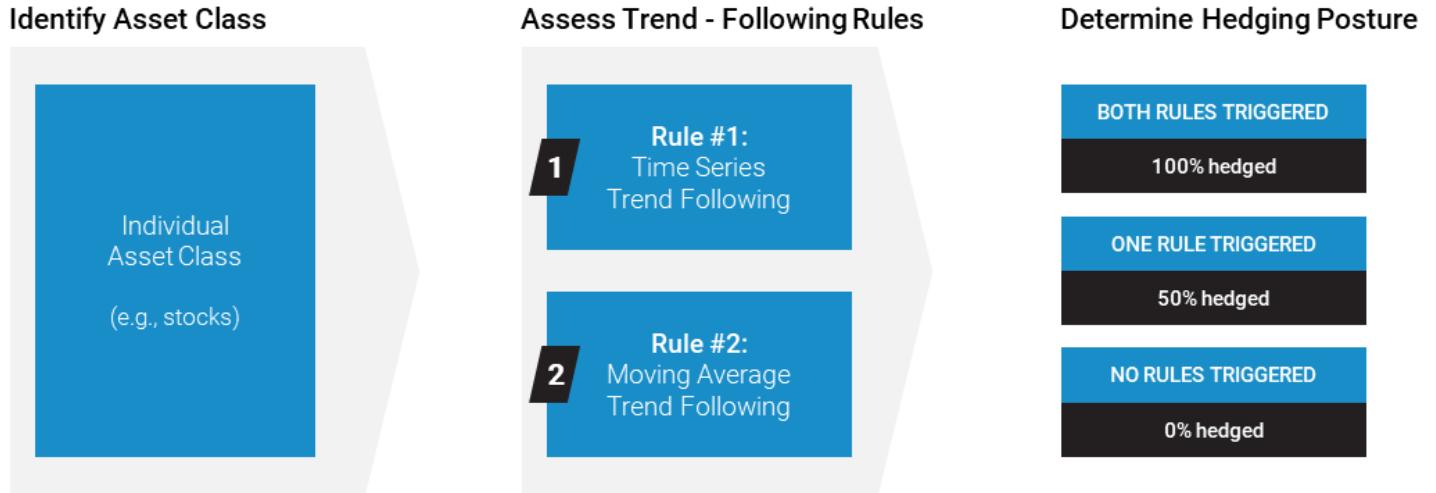 Identify Asset Class
Individual
Asset Class
(e.g., stocks)
Assess Trend - Following Rules
1
Rule #1:
Time Series
Trend Following
2
Rule #2:
Moving Average
Trend Following
Determine Hedging Posture
BOTH RULES TRIGGERED
100% hedged
ONE RULE TRIGGERED
50% hedged
NO RULES TRIGGERED
0% hedged